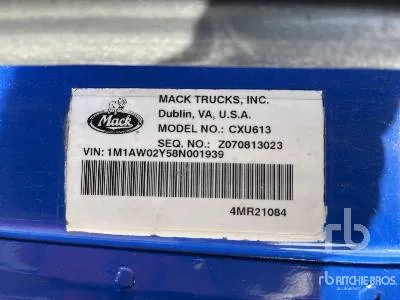 Mack
MACK TRUCKS, INC.
Dublin, VA, U.S.A.
MODEL NO.: CXU613
SEQ. NO.: Z070813023
VIN: 1M1AW02Y58N001939
4MR21084
rb
rb RITCHIE BROS.